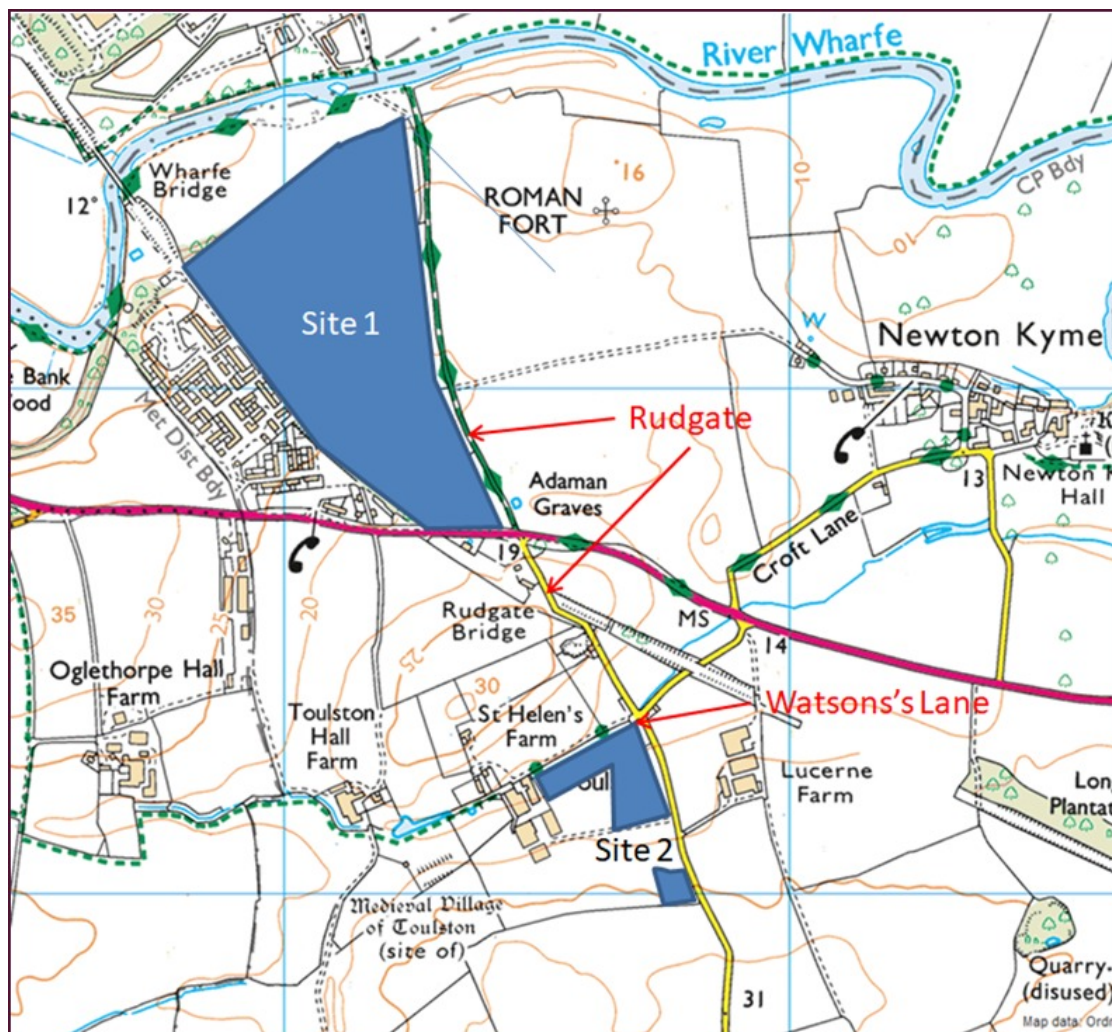 River Wharfe
Wharfe
Bridge
12°
ROMAN
FORT
16
10
CP Bdy
10
Site 1
W
Newton Kyme
Bank
Met Dist Bdy
Rudgate
Adaman
Graves
13
Newton
Hall
Croft Lane
19
MS
14
35
30
25
20
Rudgate
Bridge
25
Oglethorpe Hall
Farm
Toulston
Hall
Farm
30
St Helen's
Farm
Watsons's Lane
Lucerne
Farm
oul
Site 2
Medieval Village
of Toulston
(site of)
31
Quarry
(disused)
Map data: